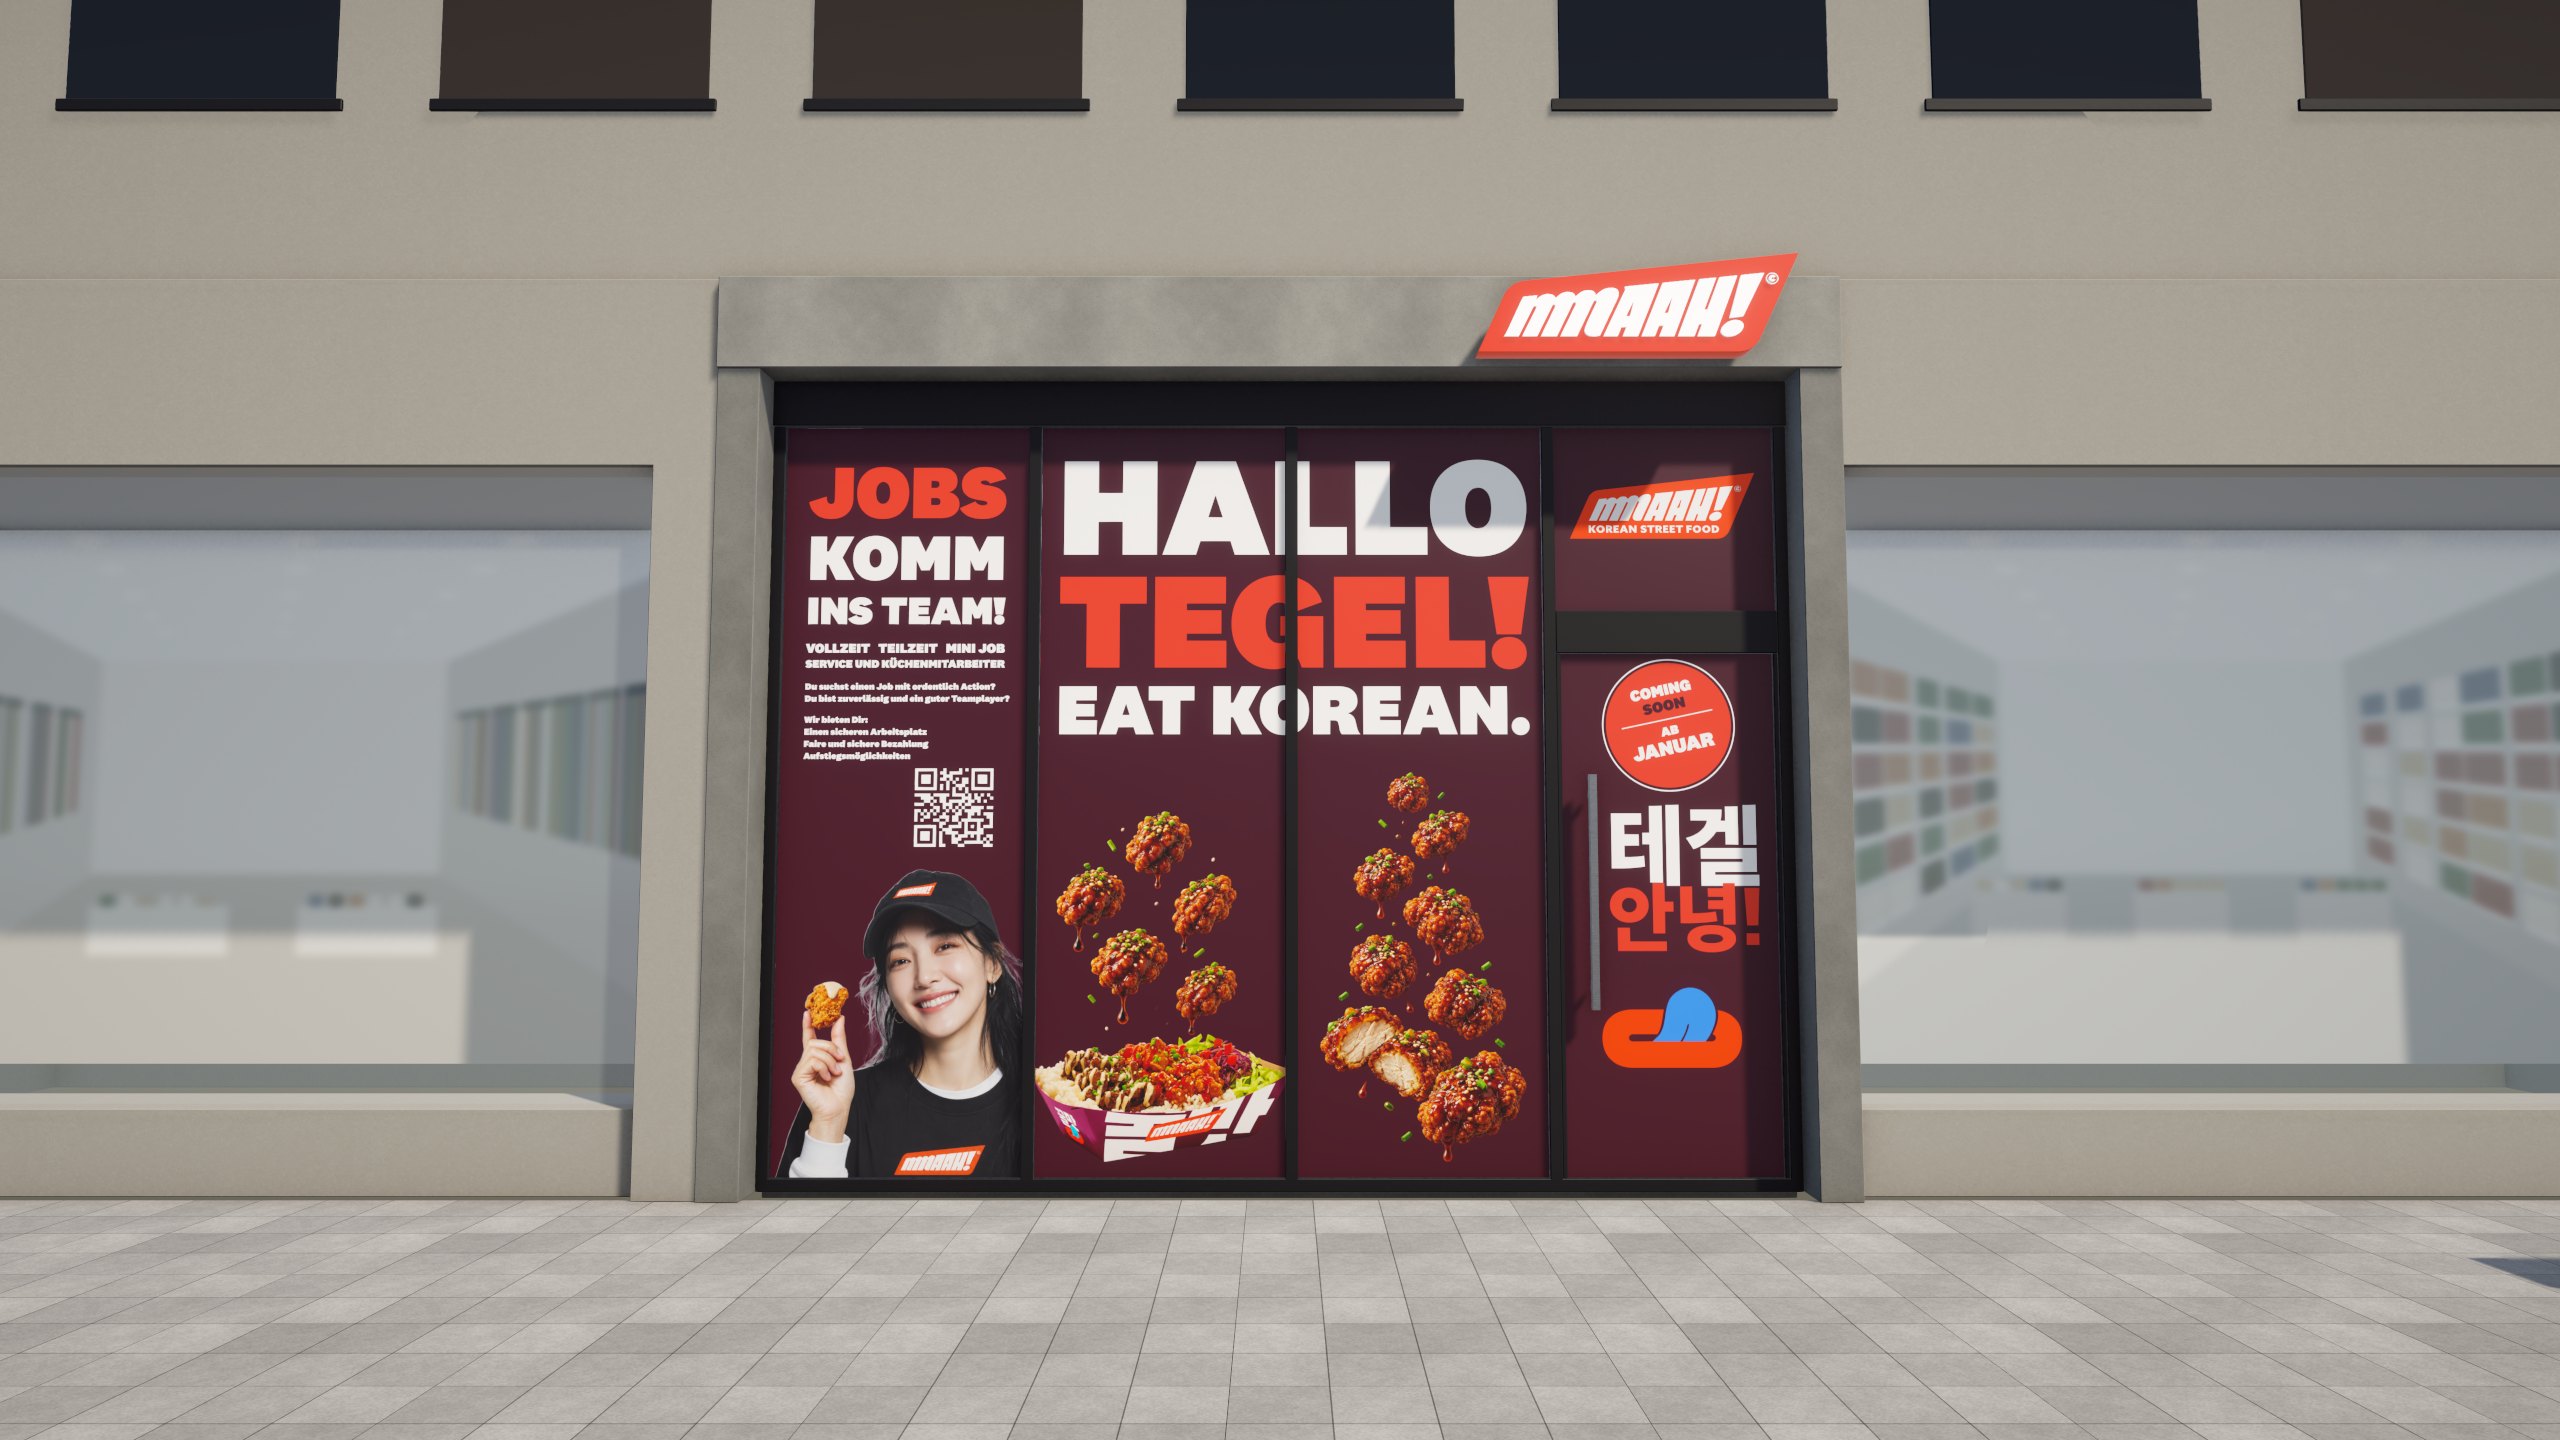 MMAAH!
JOBS
KOMM
INS TEAM!
VOLLZEIT TEILZEIT MINI JOB
SERVICE UND KÜCHENMITARBEITER
Du suchst einen Job mit ordentlich Action?
Du bist zuverlässig und ein guter Teamplayer?
Wir bieten Dir:
Einen sicheren Arbeitsplatz
Faire und sichere Bezahlung
Aufstiegsmöglichkeiten
MMAAH!
MMAAH!
HALLO
TEGEL!
EAT KOREAN.
MMAAH!
MMAAH!
KOREAN STREET FOOD
COMING
SOON
AB
JANUAR
테겔
안녕!